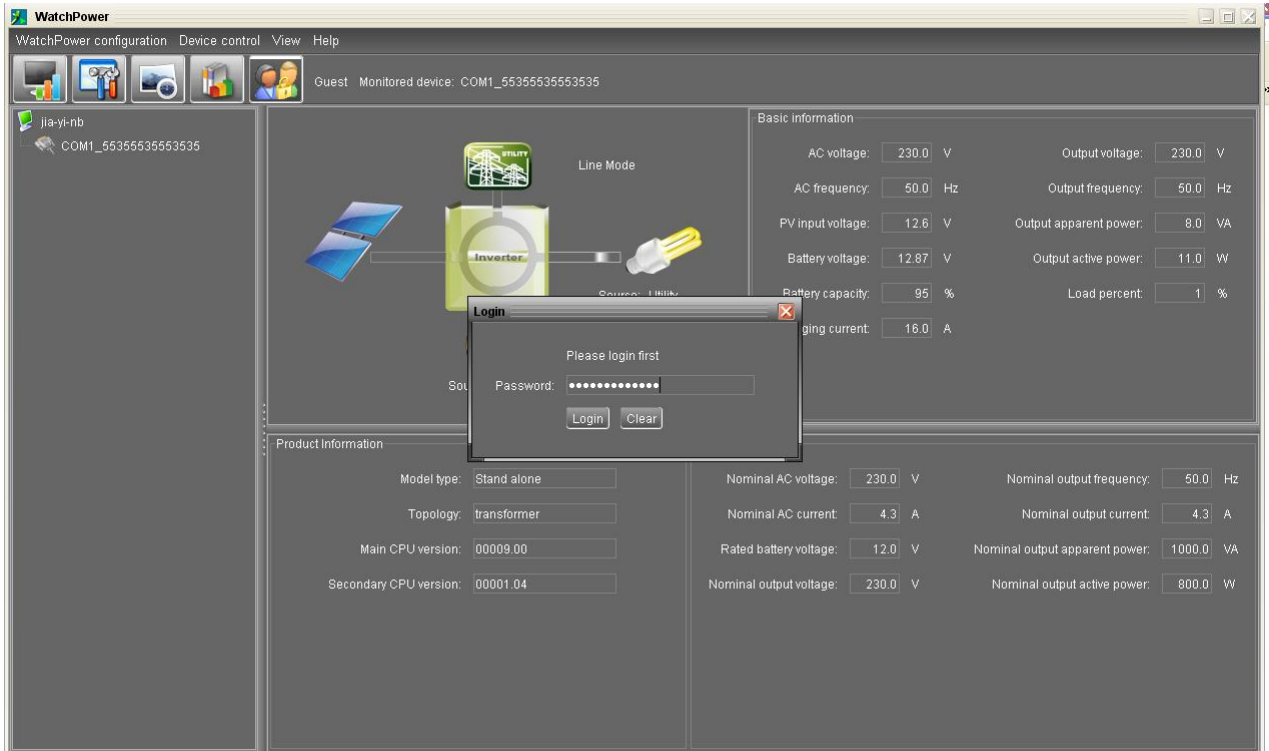 WatchPower
WatchPower configuration Device control View Help
Guest Monitored device: COM1_55355535553535
jia-yi-nb
COM1_55355535553535
UTILITY
Line Mode
Inverter
Source: Utility
Basic information
AC voltage: 230.0 V Output voltage: 230.0 V
AC frequency: 50.0 Hz Output frequency: 50.0 Hz
PV input voltage: 12.6 V Output apparent power: 8.0 VA
Battery voltage: 12.87 V Output active power: 11.0 W
Battery capacity: 95 % Load percent: 1 %
ging current: 16.0 A
Login
Please login first
Sou
Password: •••••••••••••
Login Clear
Product Information
Model type: Stand alone
Topology: transformer
Main CPU version: 00009.00
Secondary CPU version: 00001.04
Nominal AC voltage: 230.0 V Nominal output frequency: 50.0 Hz
Nominal AC current: 4.3 A Nominal output current: 4.3 A
Rated battery voltage: 12.0 V Nominal output apparent power: 1000.0 VA
Nominal output voltage: 230.0 V Nominal output active power: 800.0 W